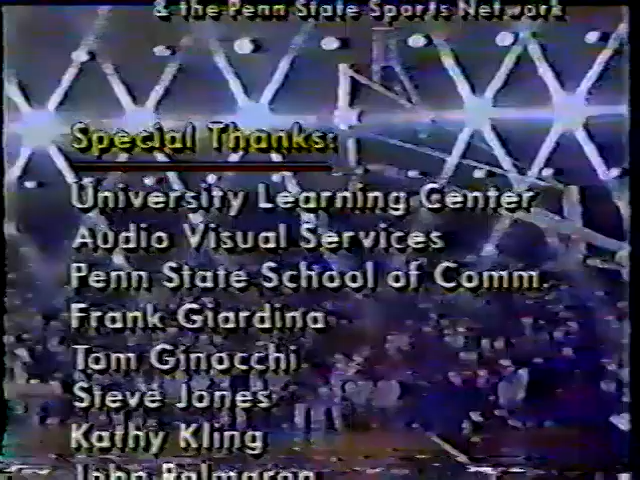 & the Penn State Sports Network
Special Thanks:
University Learning Center
Audio Visual Services
Penn State School of Comm.
Frank Giardina
Tom Ginocchi
Steve Jones
Kathy Kling
John